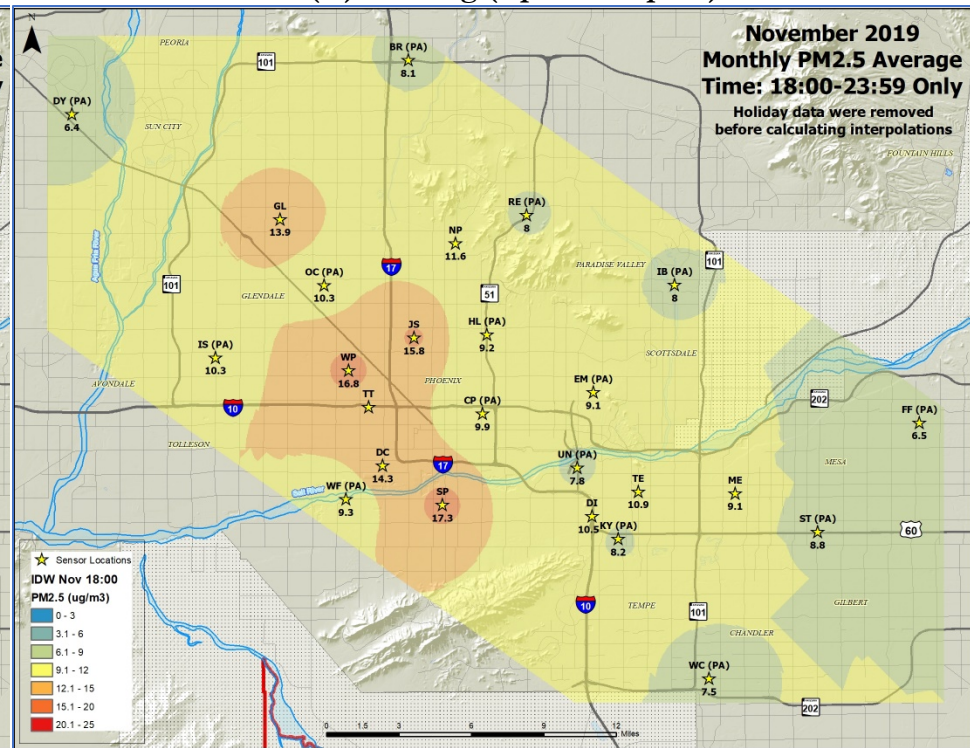 November 2019
Monthly PM2.5 Average
Time: 18:00-23:59 Only
Holiday data were removed
before calculating interpolations
PEORIA
101
BR (PA)
8.1
DY (PA)
6.4
SUN CITY
FOUNTAIN HILLS
GL
13.9
RE (PA)
8
NP
11.6
Agua Fria River
17
101
PARADISE VALLEY
IB (PA)
8
101
OC (PA)
10.3
GLENDALE
51
JS
15.8
HL (PA)
9.2
IS (PA)
10.3
WP
16.8
SCOTTSDALE
AVONDALE
PHOENIX
EM (PA)
9.1
TT
10
CP (PA)
9.9
202
FF (PA)
6.5
TOLLESON
DC
14.3
17
UN (PA)
7.8
MESA
Salt River
WF (PA)
9.3
SP
17.3
TE
10.9
ME
9.1
DI
10.5
KY (PA)
8.2
ST (PA)
8.8
60
Sensor Locations
IDW Nov 18:00
PM2.5 (ug/m3)
0 - 3
3.1 - 6
6.1 - 9
9.1 - 12
12.1 - 15
15.1 - 20
20.1 - 25
10
TEMPE
101
GILBERT
CHANDLER
WC (PA)
7.5
202
0 3 6 9 12
Miles